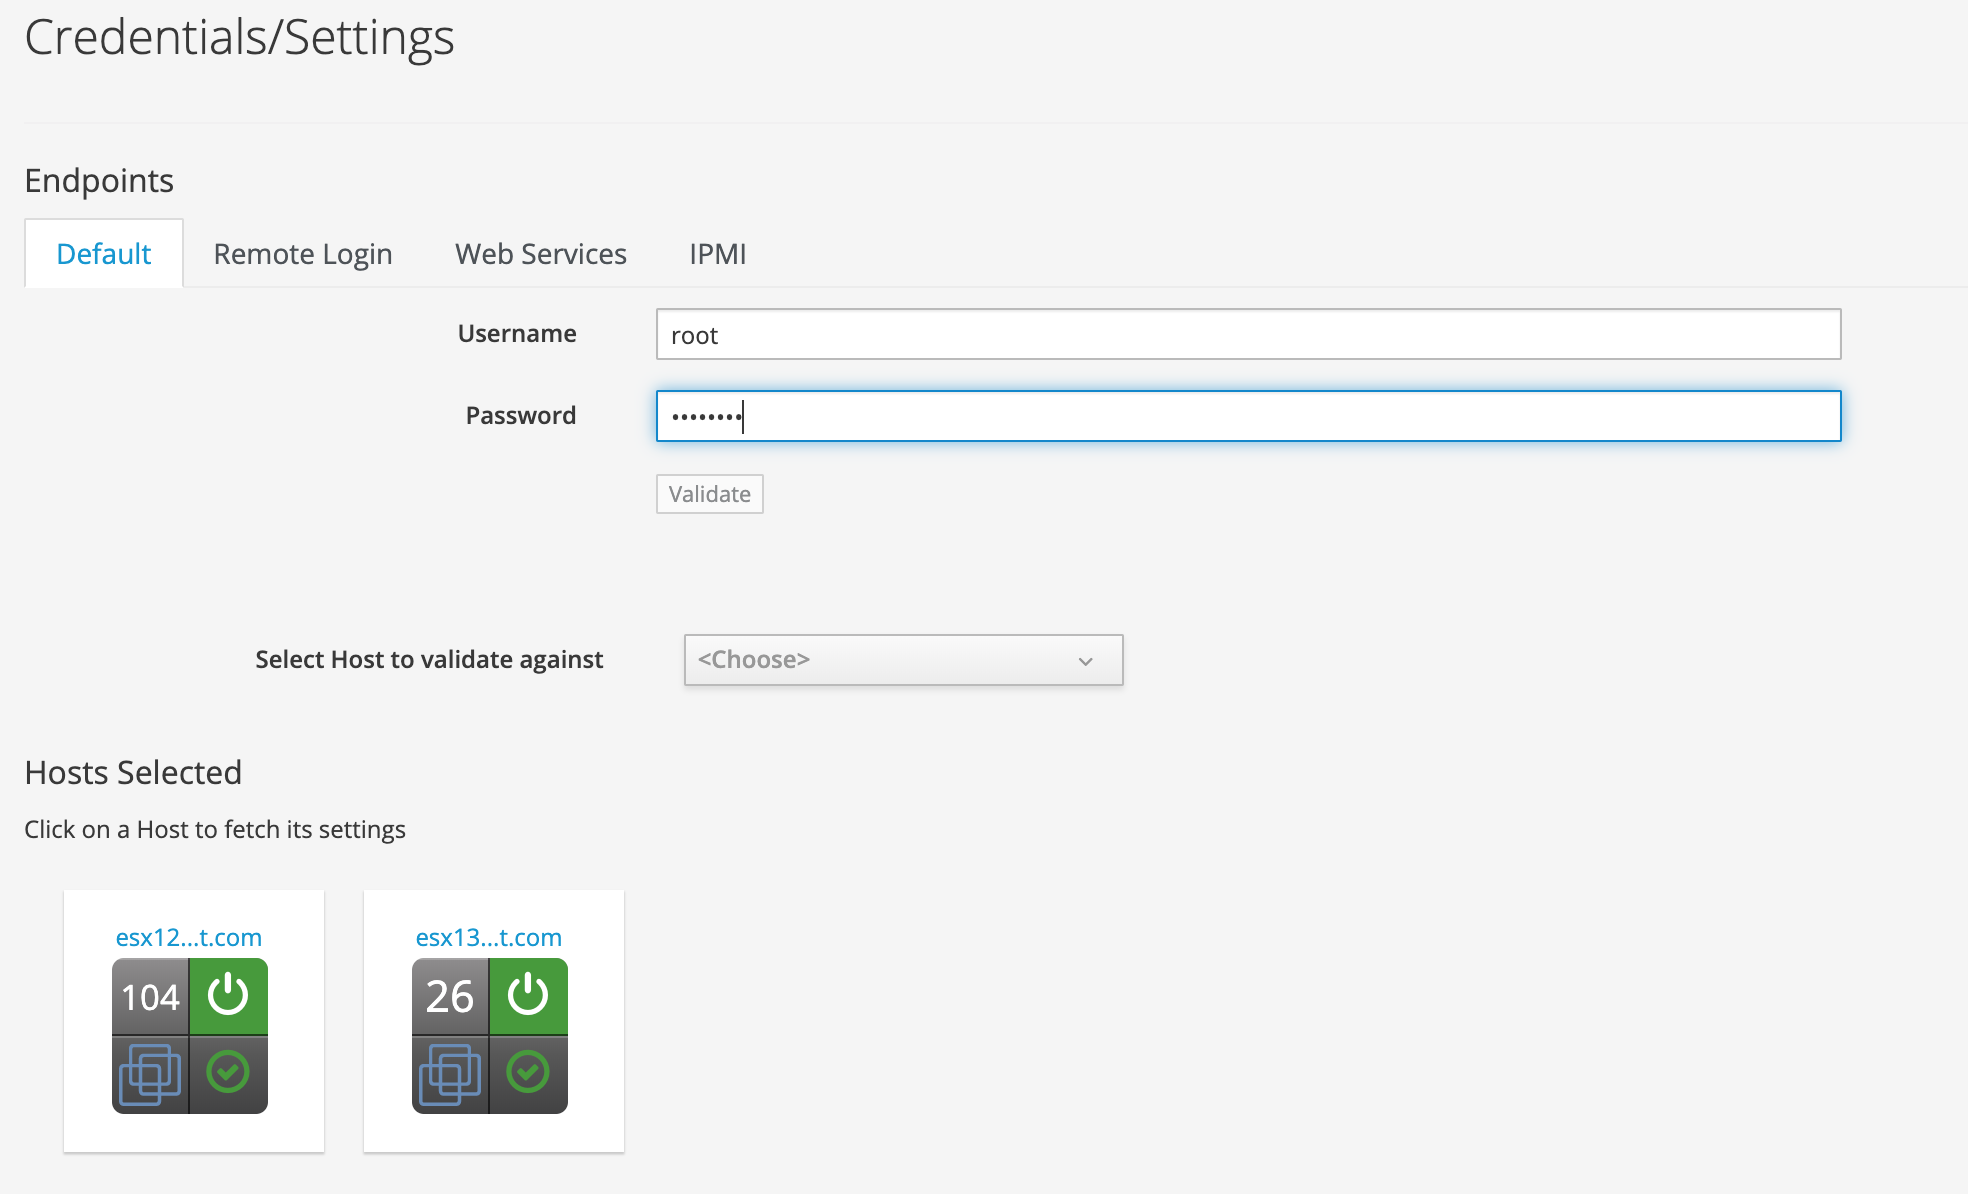 Credentials/Settings
Endpoints
Default Remote Login Web Services IPMI
Username root
Password ••••••••
Validate
Select Host to validate against <Choose>
Hosts Selected
Click on a Host to fetch its settings
esx12...t.com esx13...t.com
104 26